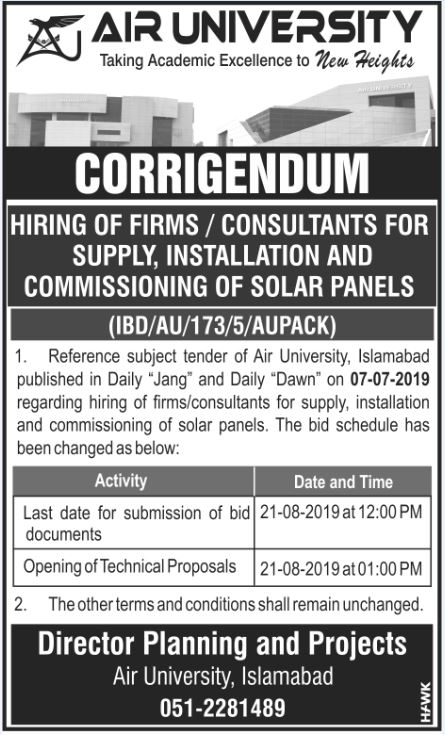 AIR UNIVERSITY
Taking Academic Excellence to New Heights
AIR UNIVERSITY
CORRIGENDUM
HIRING OF FIRMS / CONSULTANTS FOR
SUPPLY, INSTALLATION AND
COMMISSIONING OF SOLAR PANELS
(IBD/AU/173/5/AUPACK)
1. Reference subject tender of Air University, Islamabad
published in Daily “Jang” and Daily “Dawn” on 07-07-2019
regarding hiring of firms/consultants for supply, installation
and commissioning of solar panels. The bid schedule has
been changed as below:
Activity Date and Time
Last date for submission of bid 21-08-2019 at 12:00 PM
documents
Opening of Technical Proposals 21-08-2019 at 01:00 PM
2. The other terms and conditions shall remain unchanged.
Director Planning and Projects
Air University, Islamabad
051-2281489
HAWK